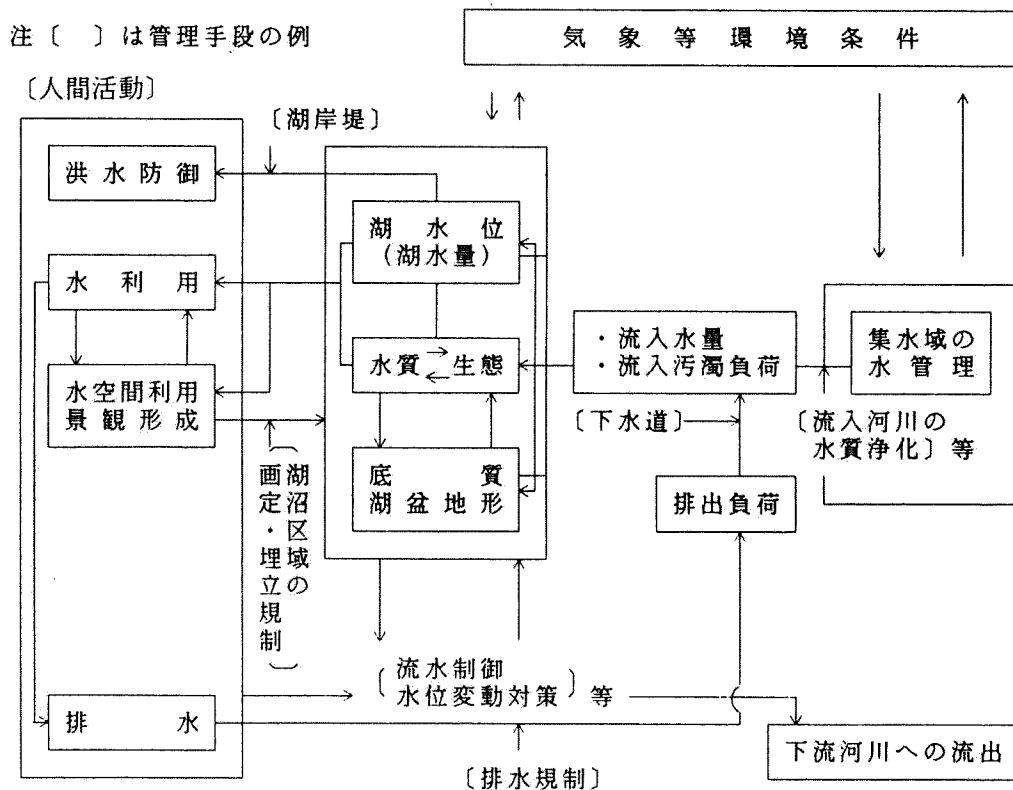 注〔 〕は管理手段の例
気象等環境条件
〔人間活動〕
〔湖岸堤〕
洪水防御
湖水位
(湖水量)
水利用
・流入水量
・流入汚濁負荷
集水域の
水管理
水質 生態
水空間利用
景観形成
〔下水道〕
〔流入河川の
水質浄化〕等
底質
湖盆地形
排出負荷
〔湖沼区域の
画定・埋立規制〕
〔流水制御
水位変動対策〕等
排水
下流河川への流出
〔排水規制〕